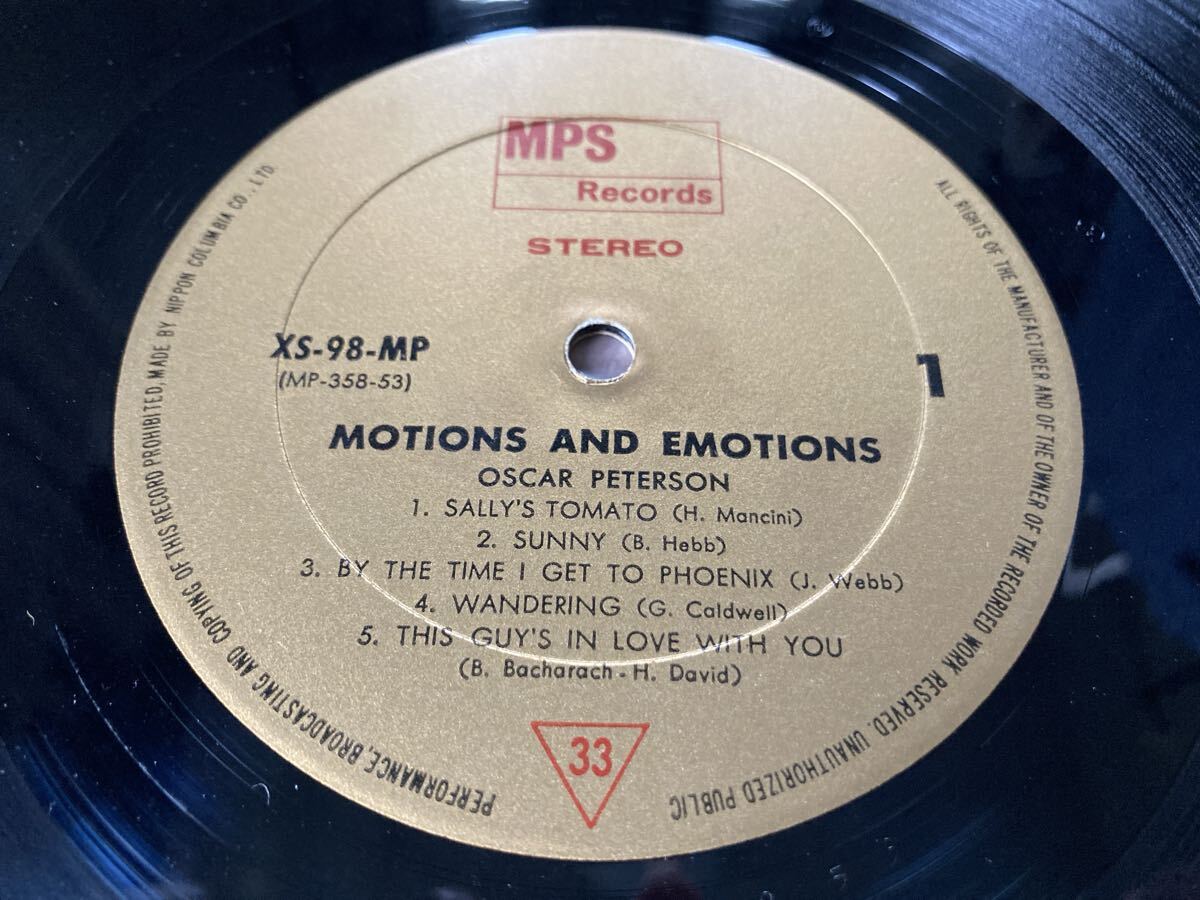 MPS
Records
STEREO
XS-98-MP
(MP-358-53)
1
MOTIONS AND EMOTIONS
OSCAR PETERSON
1. SALLY'S TOMATO (H. Mancini)
2. SUNNY (B. Hebb)
3. BY THE TIME I GET TO PHOENIX (J. Webb)
4. WANDERING (G. Caldwell)
5. THIS GUY'S IN LOVE WITH YOU
(B. Bacharach - H. David)
33
ALL RIGHTS OF THE MANUFACTURER AND OF THE OWNER OF THE RECORDED WORK RESERVED. UNAUTHORIZED PUBLIC PERFORMANCE, BROADCASTING AND COPYING OF THIS RECORD PROHIBITED, MADE BY NIPPON COLUMBIA CO., LTD.